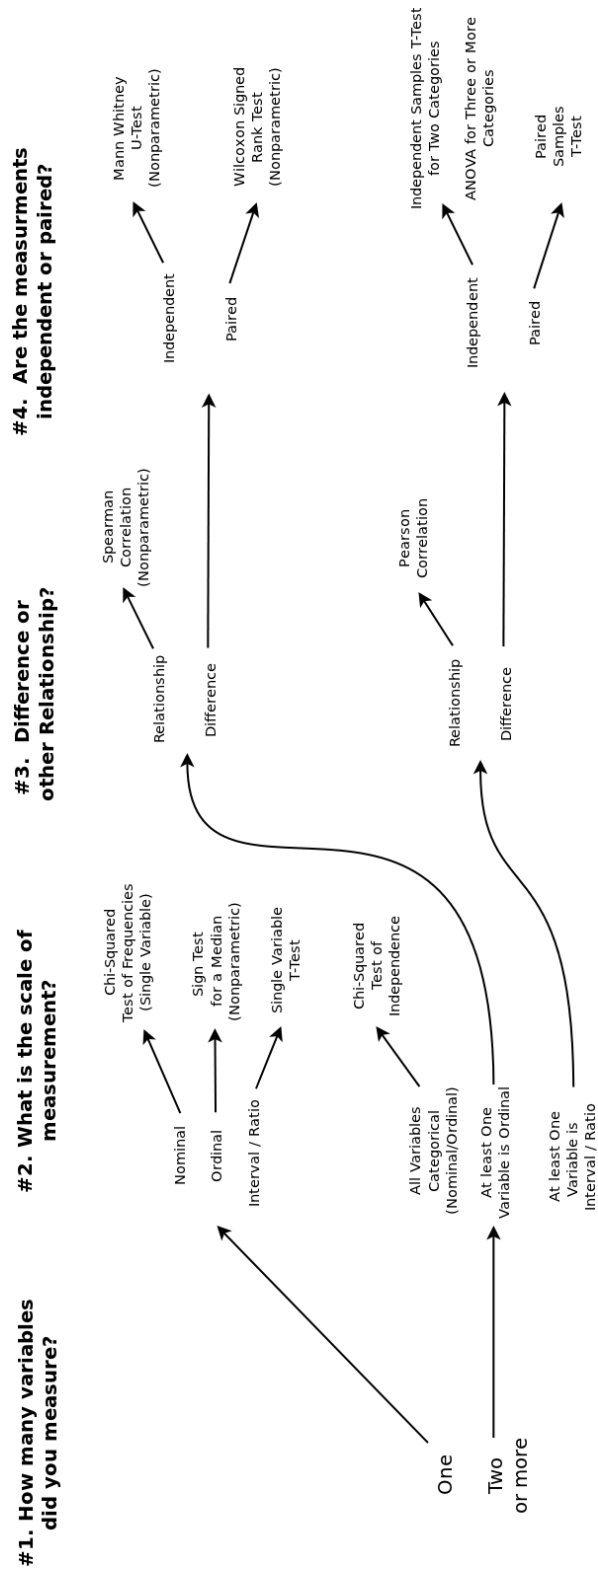 #1. How many variables
did you measure?
One
Two
or more
#2. What is the scale of
measurement?
Nominal
Chi-Squared
Test of Frequencies
(Single Variable)
Ordinal
Sign Test
for a Median
(Nonparametric)
Interval / Ratio
Single Variable
T-Test
All Variables
Categorical
(Nominal/Ordinal)
Chi-Squared
Test of
Independence
At least One
Variable is Ordinal
At least One
Variable is
Interval / Ratio
#3. Difference or
other Relationship?
Relationship
Spearman
Correlation
(Nonparametric)
Difference
Relationship
Pearson
Correlation
Difference
#4. Are the measurments
independent or paired?
Independent
Mann Whitney
U-Test
(Nonparametric)
Paired
Wilcoxon Signed
Rank Test
(Nonparametric)
Independent
Independent Samples T-Test
for Two Categories
ANOVA for Three or More
Categories
Paired
Paired
Samples
T-Test